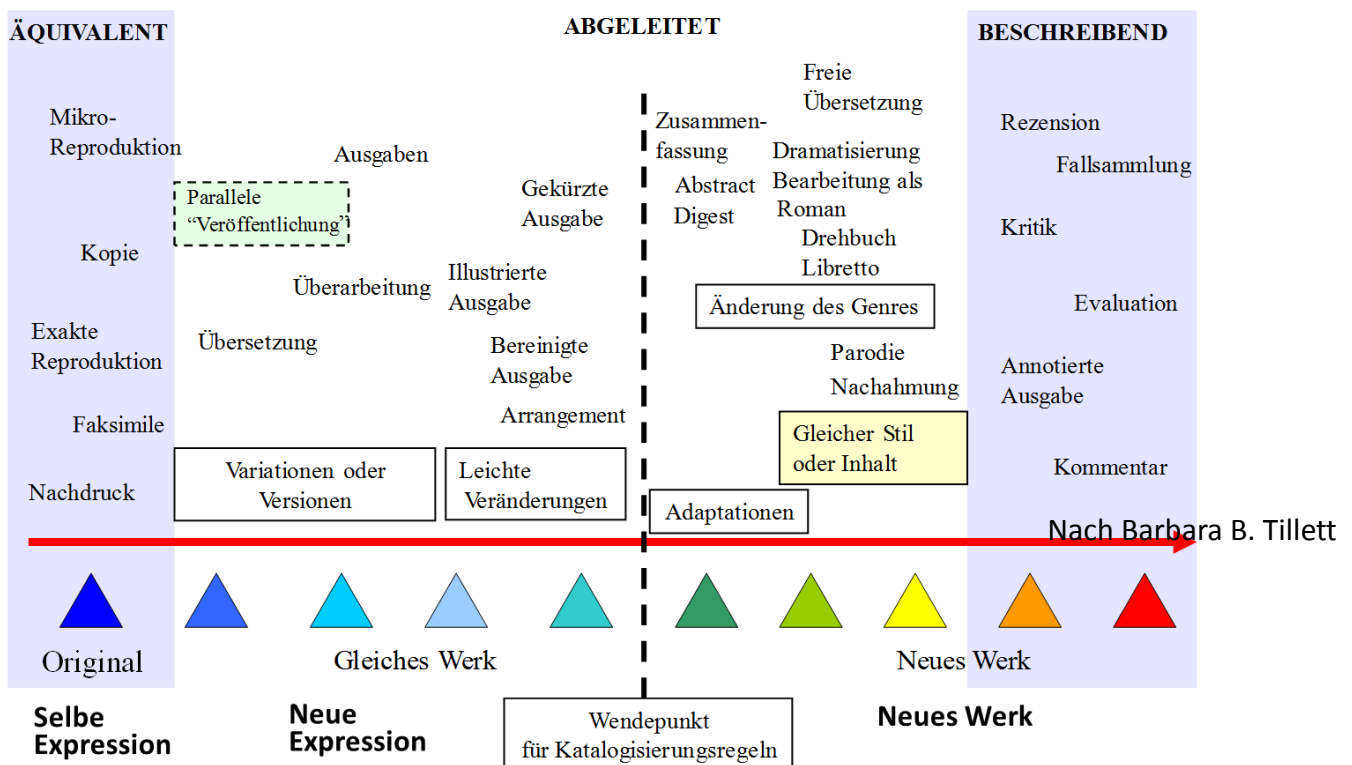 ÄQUIVALENT
ABGELEITET
BESCHREIBEND
Mikro-
Reproduktion
Kopie
Exakte
Reproduktion
Faksimile
Nachdruck
Ausgaben
Parallele
“Veröffentlichung”
Überarbeitung
Übersetzung
Variationen oder
Versionen
Gekürzte
Ausgabe
Illustrierte
Ausgabe
Bereinigte
Ausgabe
Arrangement
Leichte
Veränderungen
Zusammen-
fassung
Abstract
Digest
Freie
Übersetzung
Dramatisierung
Bearbeitung als
Roman
Drehbuch
Libretto
Änderung des Genres
Parodie
Nachahmung
Gleicher Stil
oder Inhalt
Adaptationen
Rezension
Fallsammlung
Kritik
Evaluation
Annotierte
Ausgabe
Kommentar
Nach Barbara B. Tillett
Original
Gleiches Werk
Neues Werk
Selbe
Expression
Neue
Expression
Wendepunkt
für Katalogisierungsregeln
Neues Werk